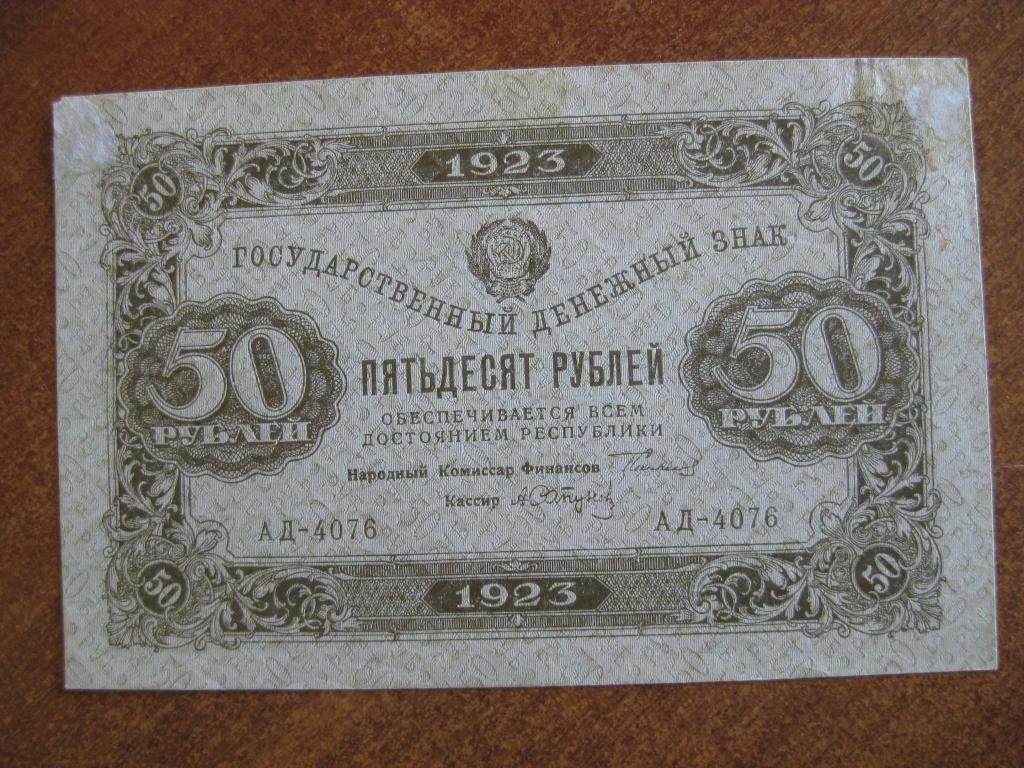 1923
50
50
ГОСУДАРСТВЕННЫЙ ДЕНЕЖНЫЙ ЗНАК
50
РУБЛЕЙ
ПЯТЬДЕСЯТ РУБЛЕЙ
50
РУБЛЕЙ
ОБЕСПЕЧИВАЕТСЯ ВСЕМ
ДОСТОЯНИЕМ РЕСПУБЛИКИ
Народный Комиссар Финансов
Кассир
АД-4076
АД-4076
50
50
1923